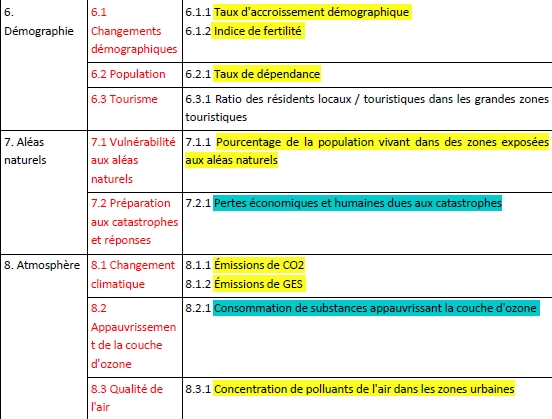 6.
Démographie
6.1
Changements
démographiques
6.1.1 Taux d'accroissement démographique
6.1.2 Indice de fertilité
6.2 Population
6.2.1 Taux de dépendance
6.3 Tourisme
6.3.1 Ratio des résidents locaux / touristiques dans les grandes zones
touristiques
7. Aléas
naturels
7.1 Vulnérabilité
aux aléas
naturels
7.1.1 Pourcentage de la population vivant dans des zones exposées
aux aléas naturels
7.2 Préparation
aux catastrophes
et réponses
7.2.1 Pertes économiques et humaines dues aux catastrophes
8. Atmosphère
8.1 Changement
climatique
8.1.1 Émissions de CO2
8.1.2 Émissions de GES
8.2
Appauvrissemen
t de la couche
d'ozone
8.2.1 Consommation de substances appauvrissant la couche d'ozone
8.3 Qualité de
l'air
8.3.1 Concentration de polluants de l'air dans les zones urbaines